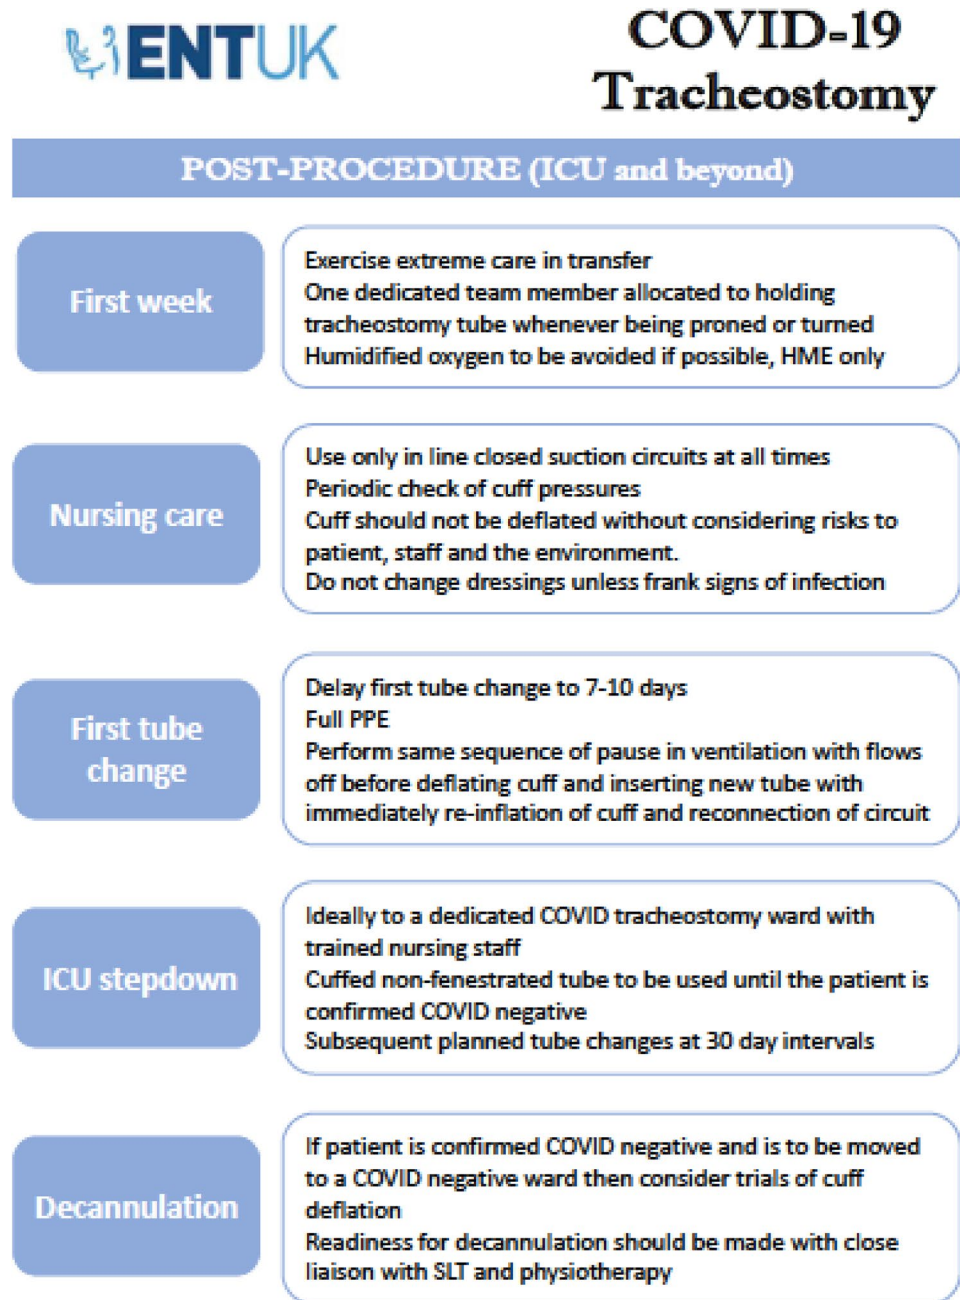 ENTUK
COVID-19
Tracheostomy
POST-PROCEDURE (ICU and beyond)
First week
Exercise extreme care in transfer
One dedicated team member allocated to holding
tracheostomy tube whenever being proned or turned
Humidified oxygen to be avoided if possible, HME only
Nursing care
Use only in line closed suction circuits at all times
Periodic check of cuff pressures
Cuff should not be deflated without considering risks to
patient, staff and the environment.
Do not change dressings unless frank signs of infection
First tube
change
Delay first tube change to 7-10 days
Full PPE
Perform same sequence of pause in ventilation with flows
off before deflating cuff and inserting new tube with
immediately re-inflation of cuff and reconnection of circuit
ICU stepdown
Ideally to a dedicated COVID tracheostomy ward with
trained nursing staff
Cuffed non-fenestrated tube to be used until the patient is
confirmed COVID negative
Subsequent planned tube changes at 30 day intervals
Decannulation
If patient is confirmed COVID negative and is to be moved
to a COVID negative ward then consider trials of cuff
deflation
Readiness for decannulation should be made with close
liaison with SLT and physiotherapy